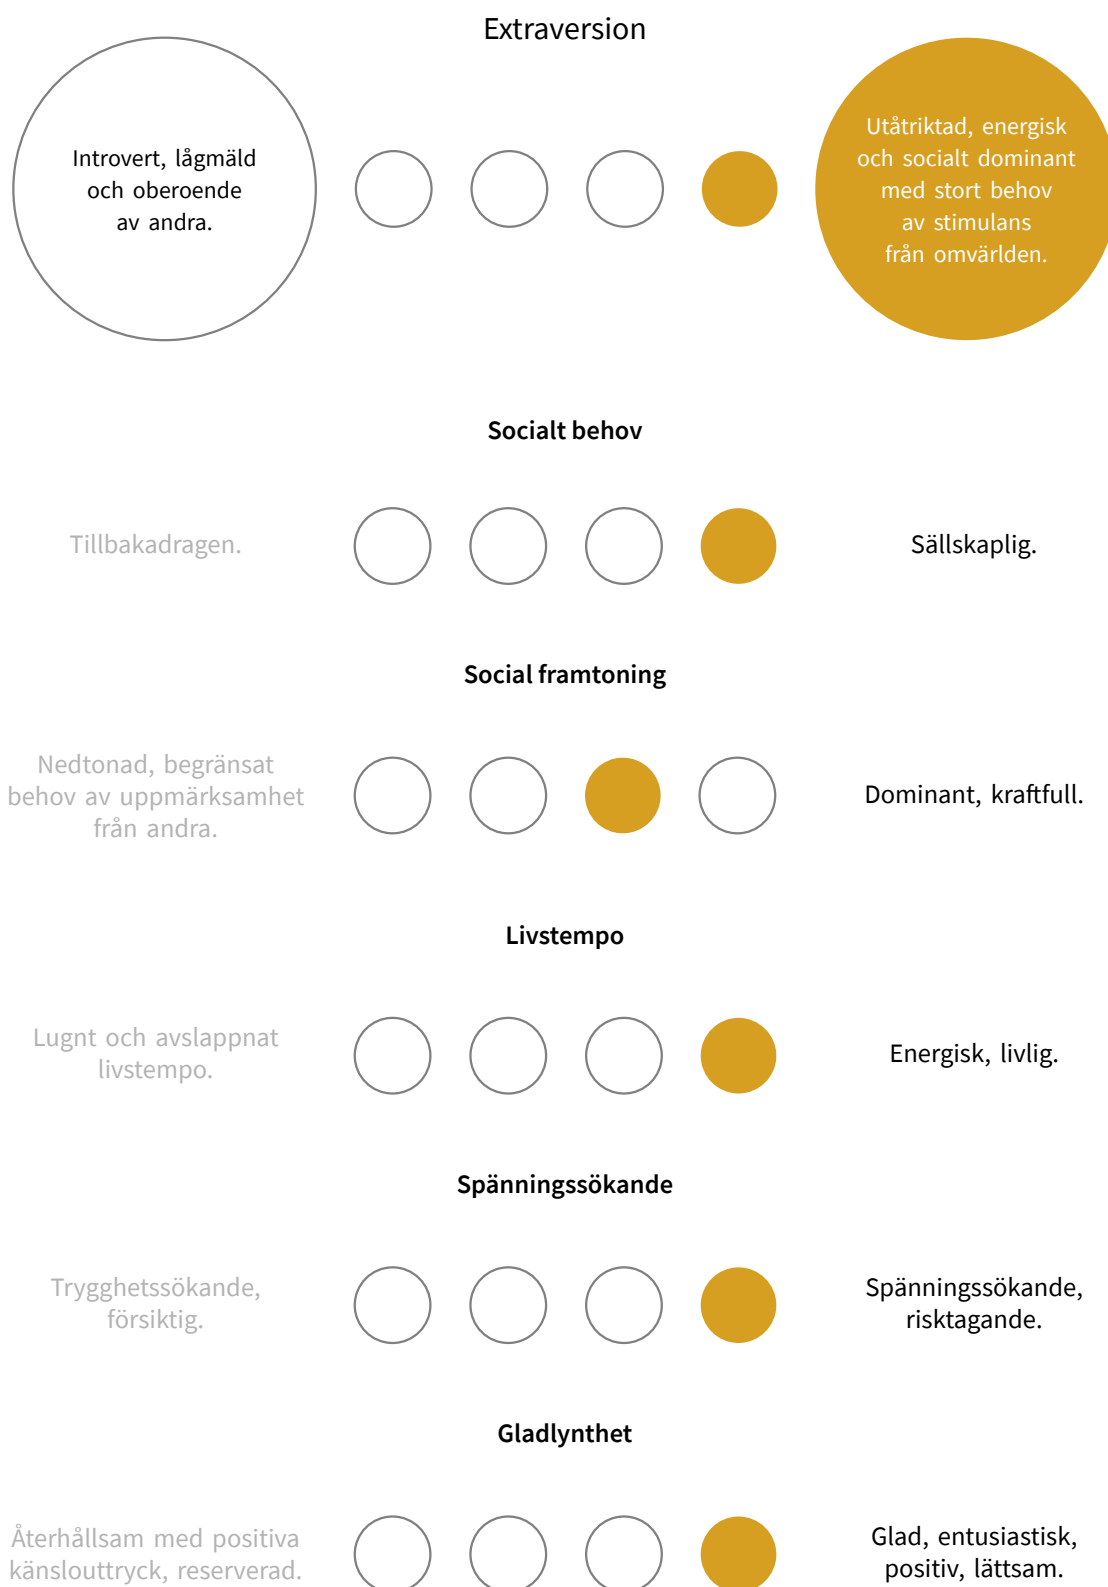 Extraversion
Introvert, lågmäld
och oberoende
av andra.
Utåtriktad, energisk
och socialt dominant
med stort behov
av stimulans
från omvärlden.
Socialt behov
Tillbakadragen.
Sällskaplig.
Social framtoning
Nedtonad, begränsat
behov av uppmärksamhet
från andra.
Dominant, kraftfull.
Livstempo
Lugnt och avslappnat
livstempo.
Energisk, livlig.
Spänningssökande
Trygghetssökande,
försiktig.
Spänningssökande,
risktagande.
Gladlynthet
Återhållsam med positiva
känslouttryck, reserverad.
Glad, entusiastisk,
positiv, lättsam.